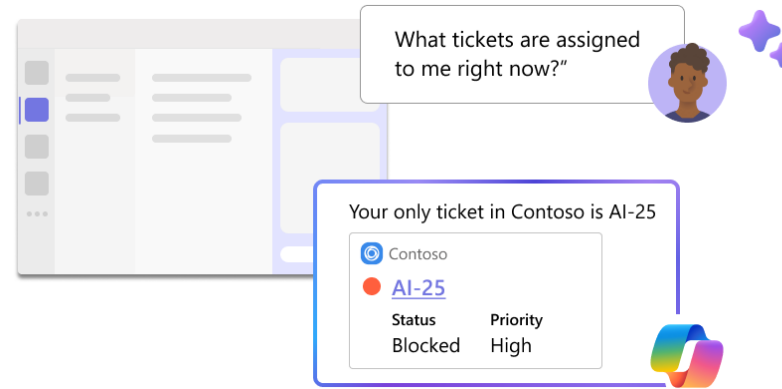 What tickets are assigned
to me right now?”
Your only ticket in Contoso is AI-25
Contoso
AI-25
Status Priority
Blocked High